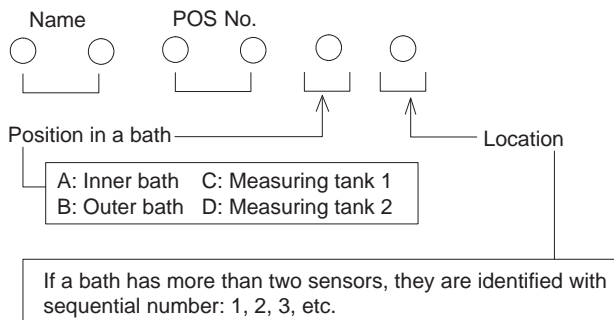 Name POS No.
Position in a bath Location
A: Inner bath C: Measuring tank 1
B: Outer bath D: Measuring tank 2
If a bath has more than two sensors, they are identified with
sequential number: 1, 2, 3, etc.